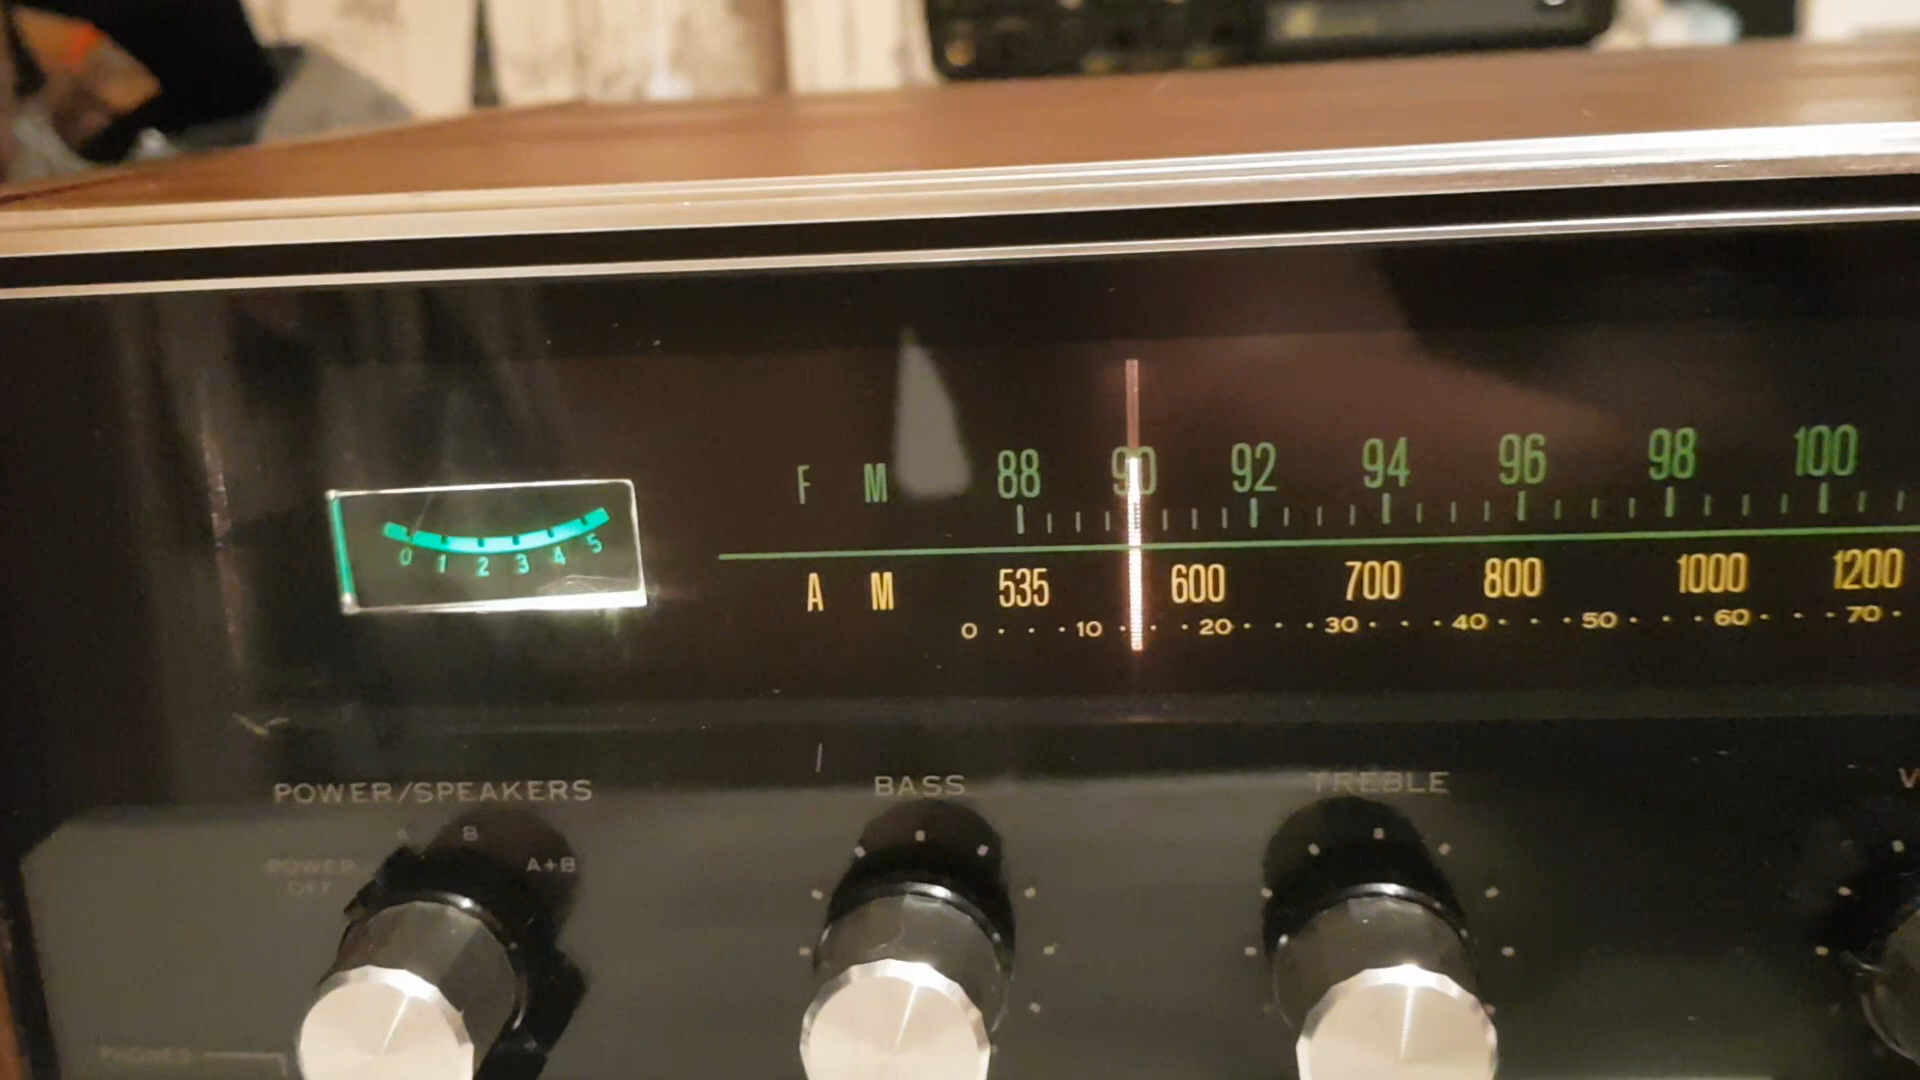 F M 88 90 92 94 96 98 100
0 1 2 3 4 5
A M 535 600 700 800 1000 1200
0 10 20 30 40 50 60 70
POWER/SPEAKERS BASS TREBLE V
A B A+B
POWER
OFF
PHONES